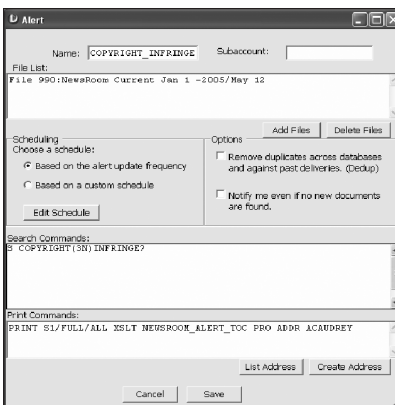 Alert
Name: COPYRIGHT_INFRINGE Subaccount:
File List:
File 990:NewsRoom Current Jan 1 -2005/May 12
Add Files Delete Files
Scheduling
Choose a schedule:
Based on the alert update frequency
Based on a custom schedule
Edit Schedule
Options
Remove duplicates across databases
and against past deliveries. (Dedup)
Notify me even if no new documents
are found.
Search Commands:
S COPYRIGHT(3N)INFRINGE?
Print Commands:
PRINT S1/FULL/ALL XSLT NEWSROOM_ALERT_TOC PRO ADDR ACAUDREY
List Address Create Address
Cancel Save